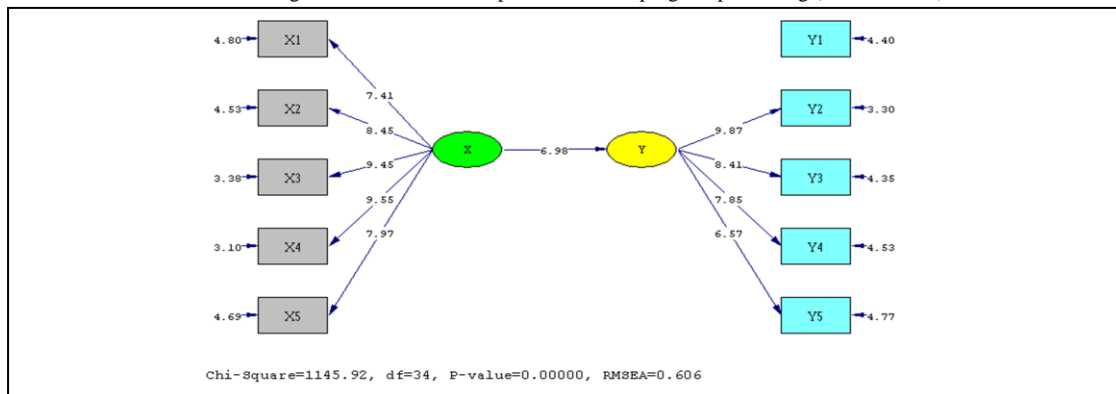 4.80 X1 Y1 4.40
7.41
4.53 X2 Y2 3.30
8.45 9.87
X 6.98 Y
9.45 8.41
3.38 X3 Y3 4.35
9.55 7.85
7.97 6.57
3.10 X4 Y4 4.53
4.69 X5 Y5 4.77
Chi-Square=1145.92, df=34, P-value=0.00000, RMSEA=0.606